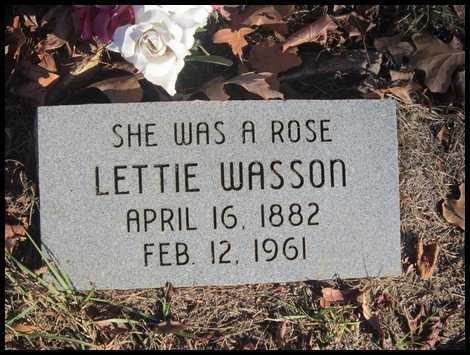 SHE WAS A ROSE
LETTIE WASSON
APRIL 16, 1882
FEB. 12, 1961